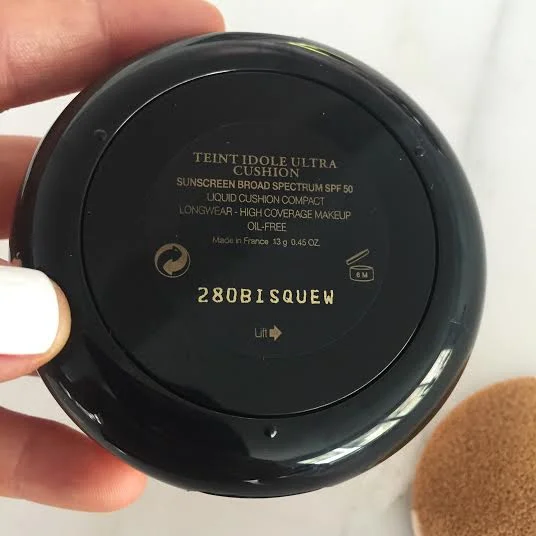 TEINT IDOLE ULTRA
CUSHION
SUNSCREEN BROAD SPECTRUM SPF 50
LIQUID CUSHION COMPACT
LONGWEAR - HIGH COVERAGE MAKEUP
OIL-FREE
Made in France 13 g 0.45 OZ.
6 M
280BISQUEW
Lift